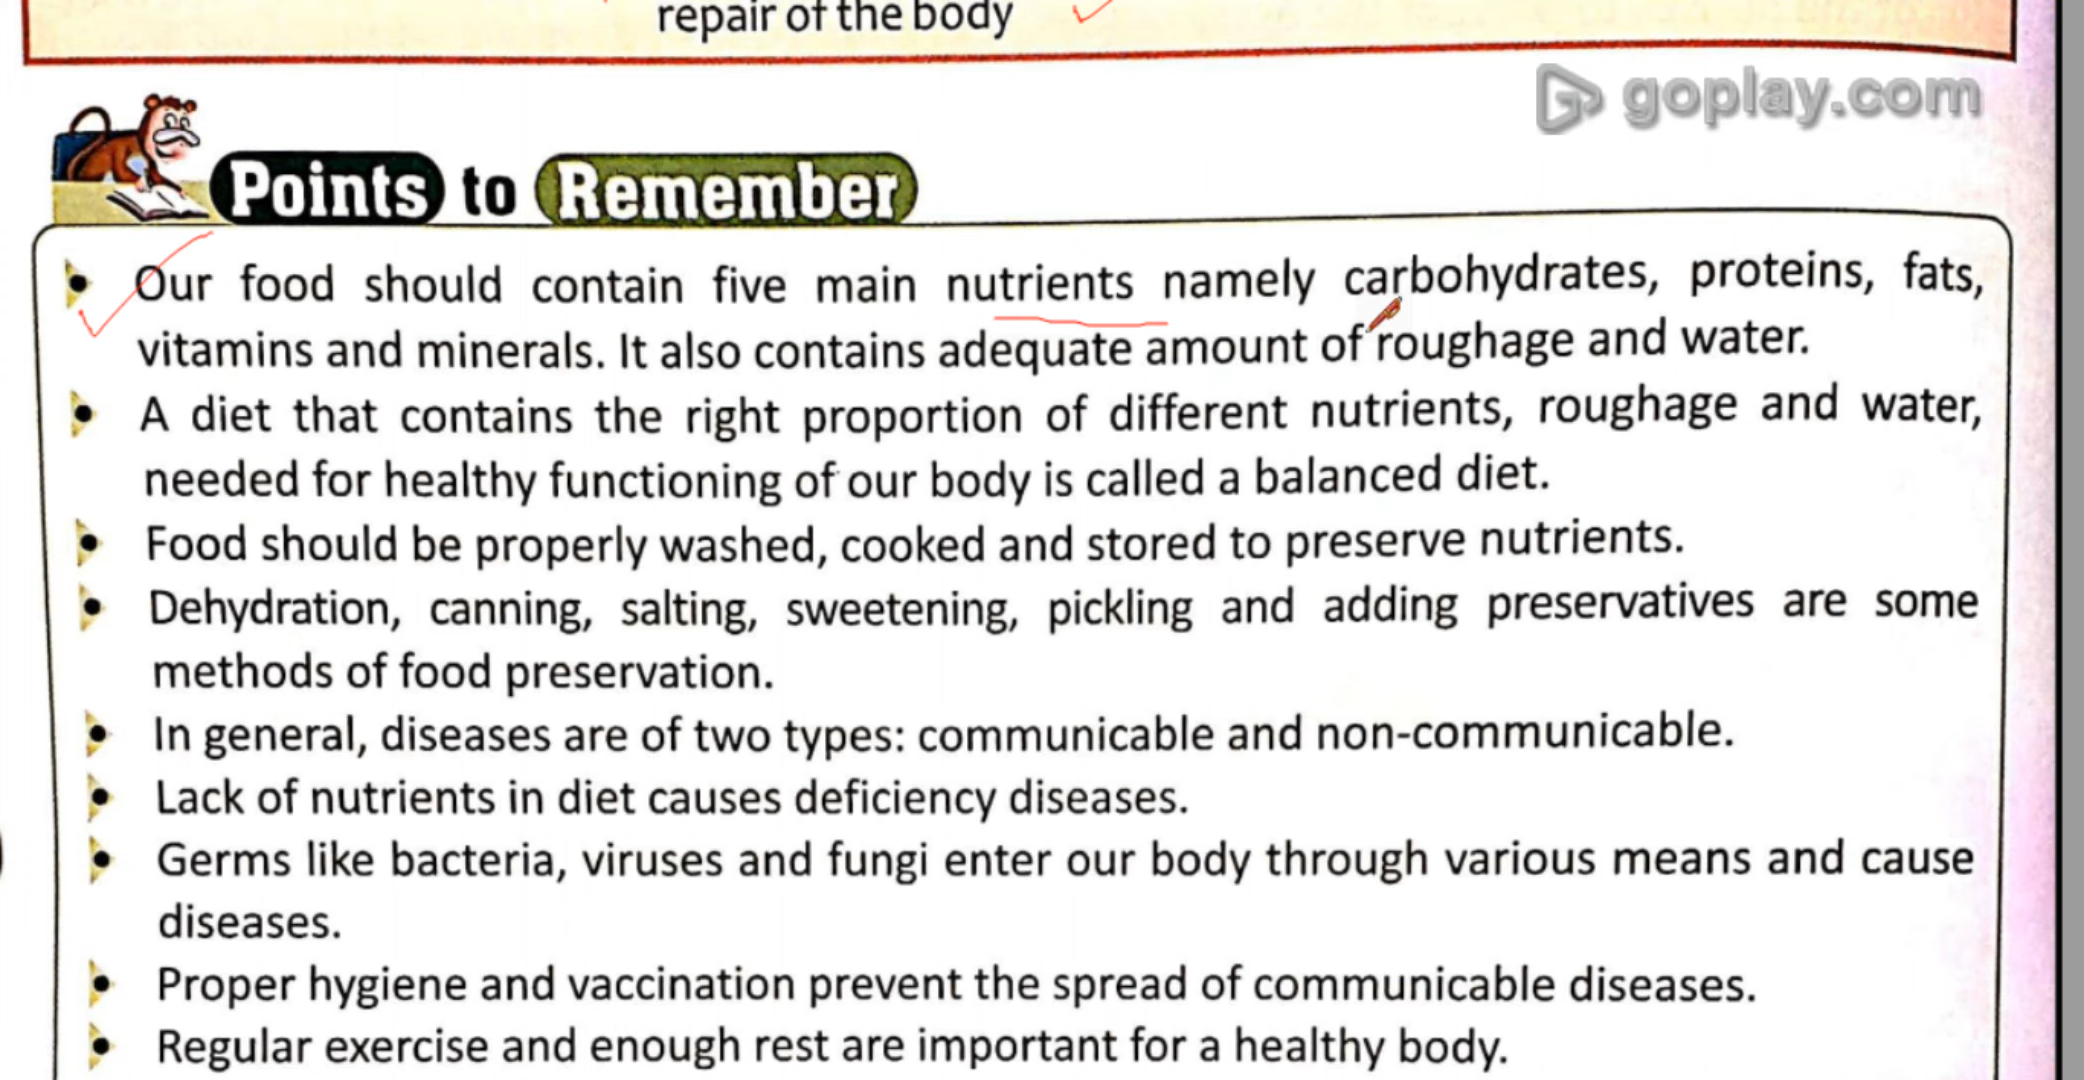 repair of the body
goplay.com
Points to Remember
Our food should contain five main nutrients namely carbohydrates, proteins, fats,
vitamins and minerals. It also contains adequate amount of roughage and water.
A diet that contains the right proportion of different nutrients, roughage and water,
needed for healthy functioning of our body is called a balanced diet.
Food should be properly washed, cooked and stored to preserve nutrients.
Dehydration, canning, salting, sweetening, pickling and adding preservatives are some
methods of food preservation.
In general, diseases are of two types: communicable and non-communicable.
Lack of nutrients in diet causes deficiency diseases.
Germs like bacteria, viruses and fungi enter our body through various means and cause
diseases.
Proper hygiene and vaccination prevent the spread of communicable diseases.
Regular exercise and enough rest are important for a healthy body.